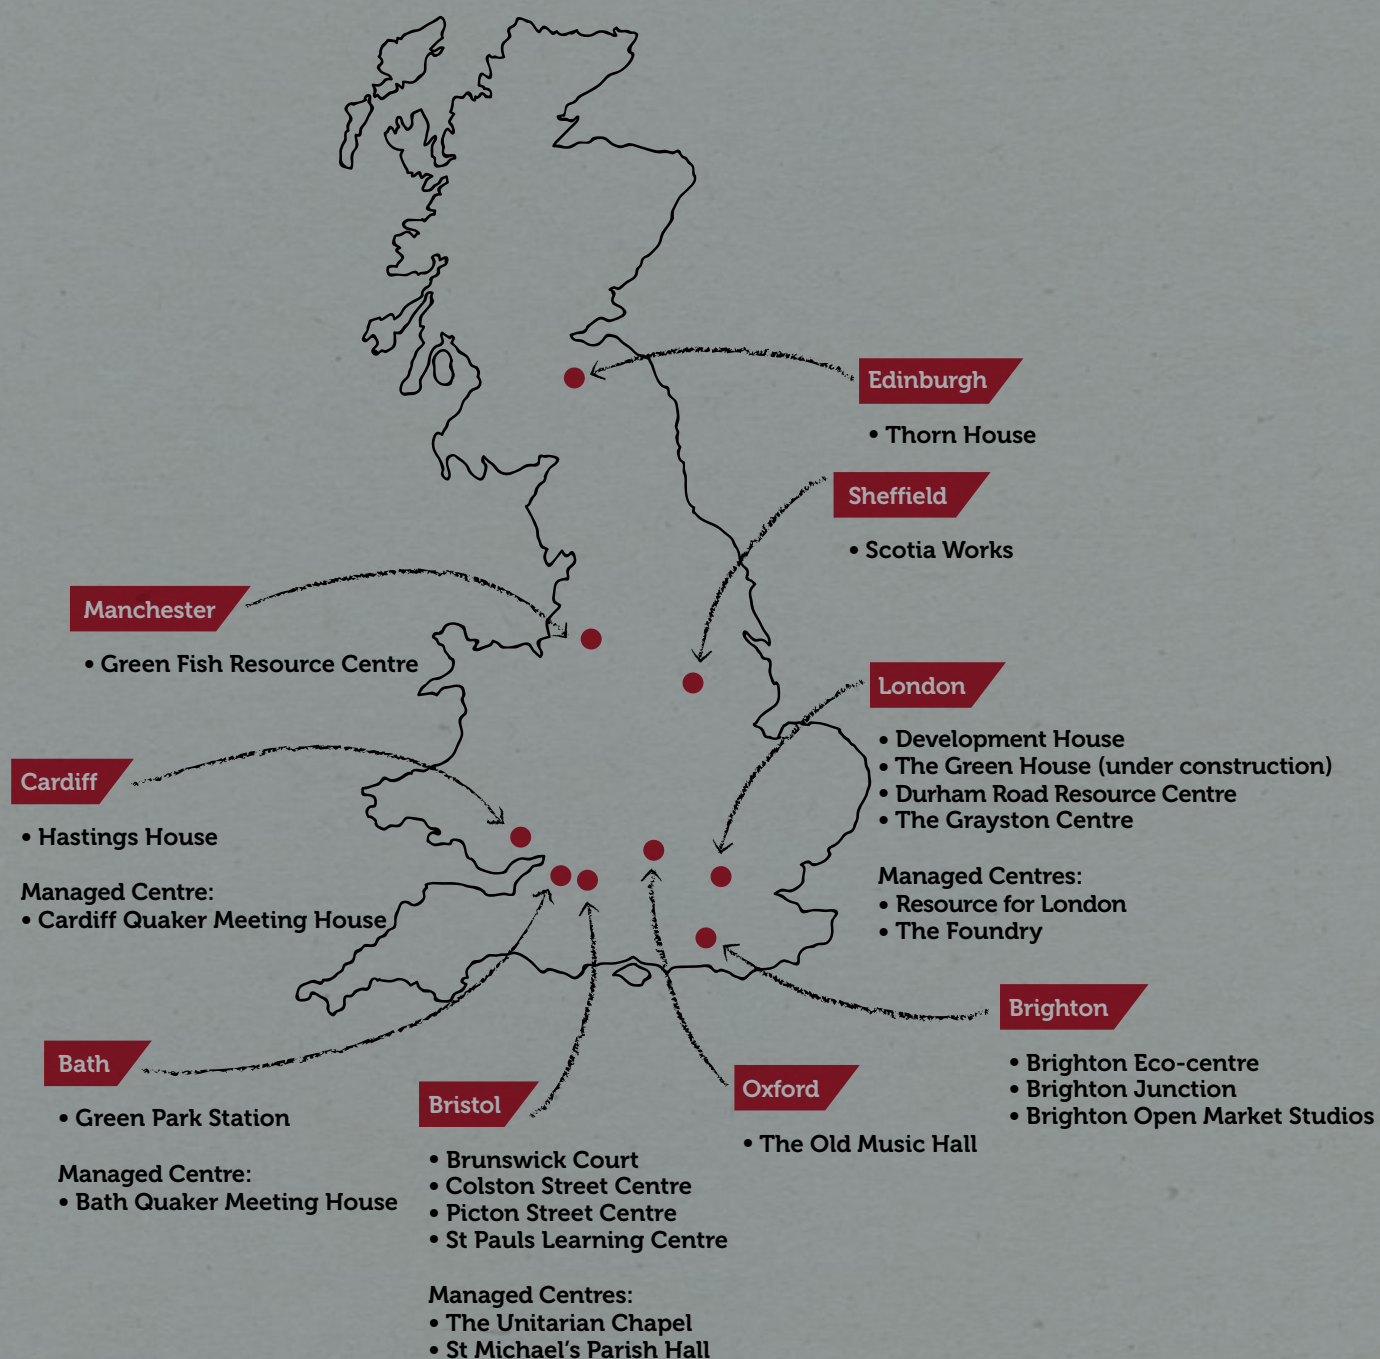 Edinburgh
• Thorn House
Sheffield
• Scotia Works
Manchester
• Green Fish Resource Centre
London
• Development House
• The Green House (under construction)
• Durham Road Resource Centre
• The Grayston Centre
Managed Centres:
• Resource for London
• The Foundry
Cardiff
• Hastings House
Managed Centre:
• Cardiff Quaker Meeting House
Brighton
• Brighton Eco-centre
• Brighton Junction
• Brighton Open Market Studios
Bath
• Green Park Station
Managed Centre:
• Bath Quaker Meeting House
Bristol
• Brunswick Court
• Colston Street Centre
• Picton Street Centre
• St Pauls Learning Centre
Managed Centres:
• The Unitarian Chapel
• St Michael's Parish Hall
Oxford
• The Old Music Hall